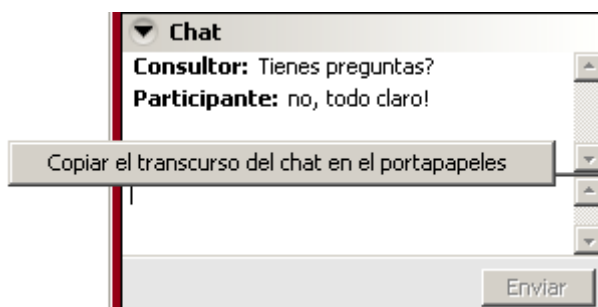 Chat
Consultor: Tienes preguntas?
Participante: no, todo claro!
Copiar el transcurso del chat en el portapapeles
Enviar